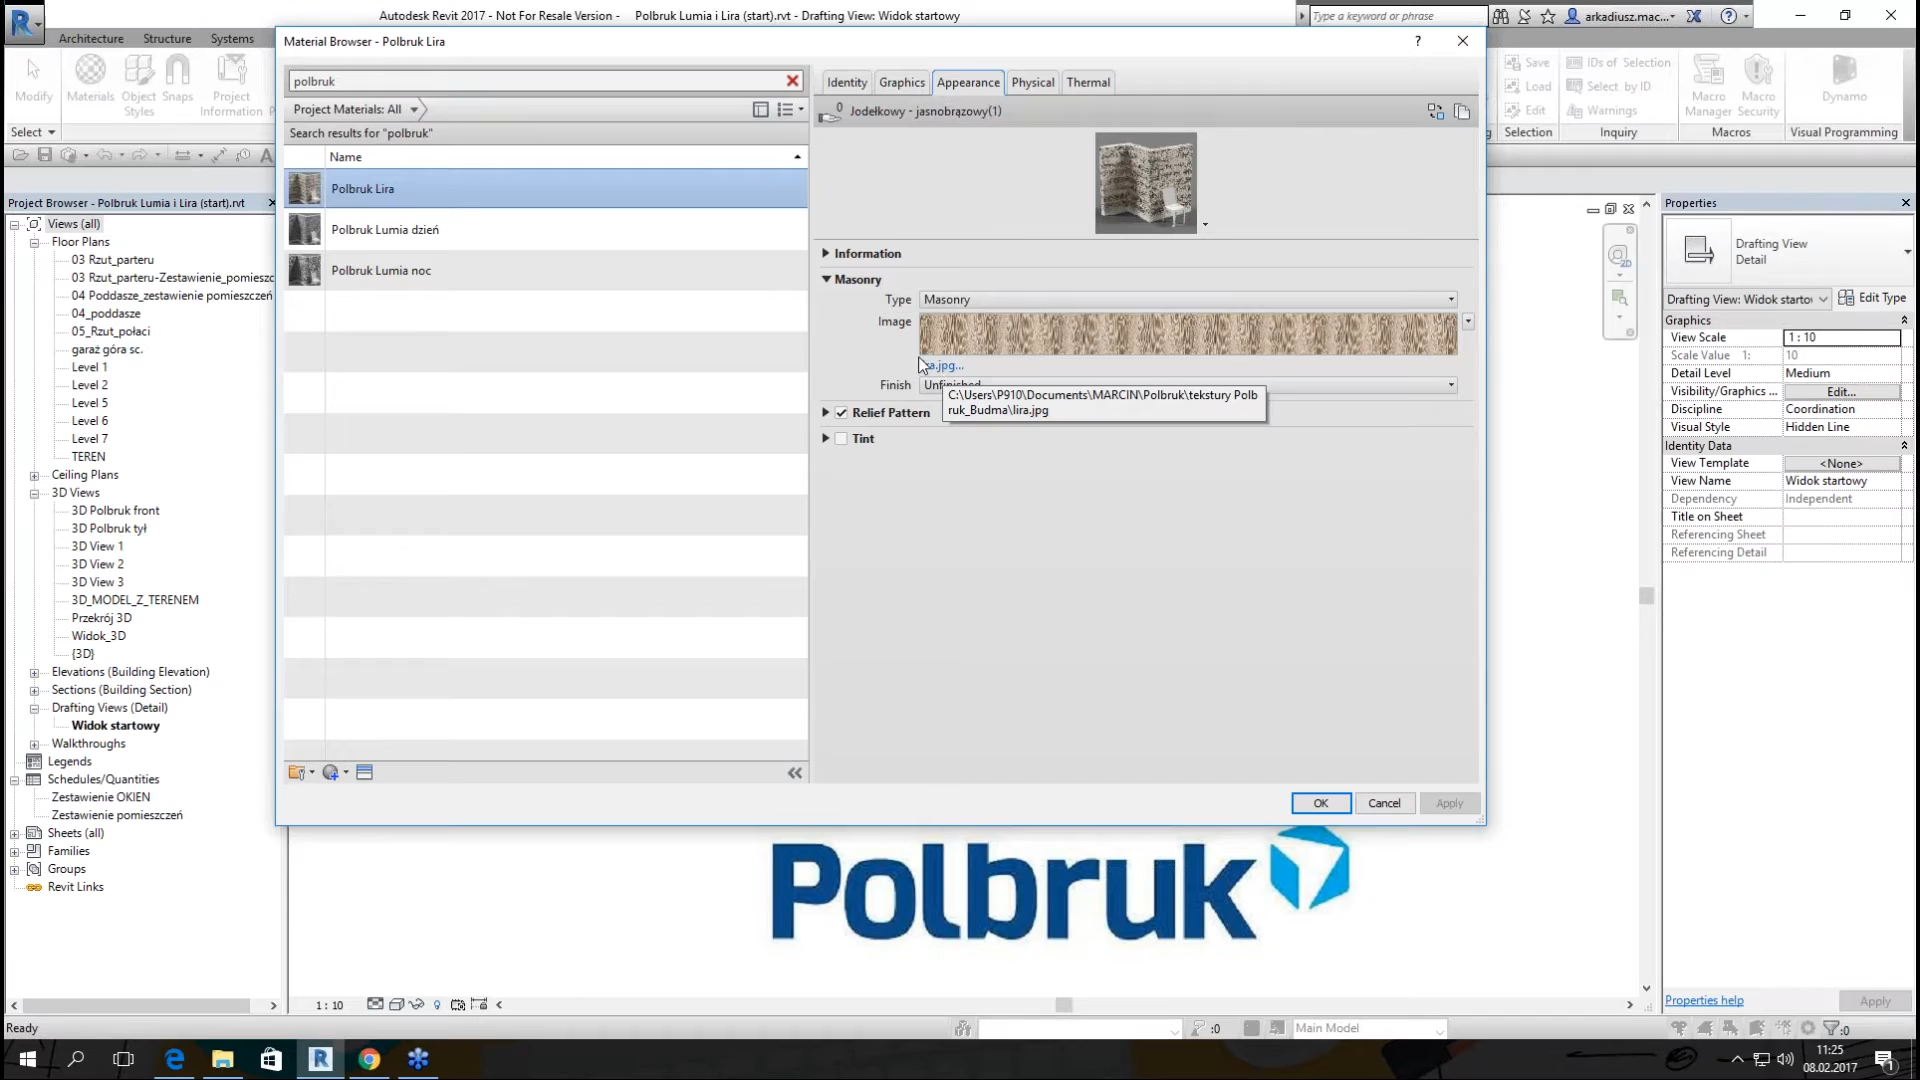 Autodesk Revit 2017 - Not For Resale Version - Polbruk Lumia i Lira (start).rvt - Drafting View: Widok startowy
Type a keyword or phrase
arkadiusz.mac...
Architecture Structure Systems
Modify
Materials
Object Styles
Snaps
Project Information
Select
Save
Load
Edit
IDs of Selection
Select by ID
Warnings
Macro Manager
Macro Security
Dynamo
Selection
Inquiry
Macros
Visual Programming
Project Browser - Polbruk Lumia i Lira (start).rvt
Views (all)
Floor Plans
03 Rzut_parteru
03 Rzut_parteru-Zestawienie_pomieszc
04 Poddasze_zestawienie pomieszczeń
04_poddasze
05_Rzut_połaci
garaż góra sc.
Level 1
Level 2
Level 5
Level 6
Level 7
TEREN
Ceiling Plans
3D Views
3D Polbruk front
3D Polbruk tył
3D View 1
3D View 2
3D View 3
3D_MODEL_Z_TERENEM
Przekrój 3D
Widok_3D
{3D}
Elevations (Building Elevation)
Sections (Building Section)
Drafting Views (Detail)
Widok startowy
Walkthroughs
Legends
Schedules/Quantities
Zestawienie OKIEN
Zestawienie pomieszczeń
Sheets (all)
Families
Groups
Revit Links
Material Browser - Polbruk Lira
polbruk
Project Materials: All
Search results for "polbruk"
Name
Polbruk Lira
Polbruk Lumia dzień
Polbruk Lumia noc
Identity Graphics Appearance Physical Thermal
0
Jodełkowy - jasnobrązowy(1)
Information
Masonry
Type Masonry
Image
a.jpg...
Finish Unfinished
C:\Users\P910\Documents\MARCIN\Polbruk\tekstury Polb
ruk_Budma\lira.jpg
Relief Pattern
Tint
OK Cancel Apply
Polbruk
2D
Properties
Drafting View
Detail
Drafting View: Widok starto
Edit Type
Graphics
View Scale 1 : 10
Scale Value 1: 10
Detail Level Medium
Visibility/Graphics ... Edit...
Discipline Coordination
Visual Style Hidden Line
Identity Data
View Template <None>
View Name Widok startowy
Dependency Independent
Title on Sheet
Referencing Sheet
Referencing Detail
Properties help
Apply
1 : 10
Ready
:0
Main Model
:0
11:25
08.02.2017
1